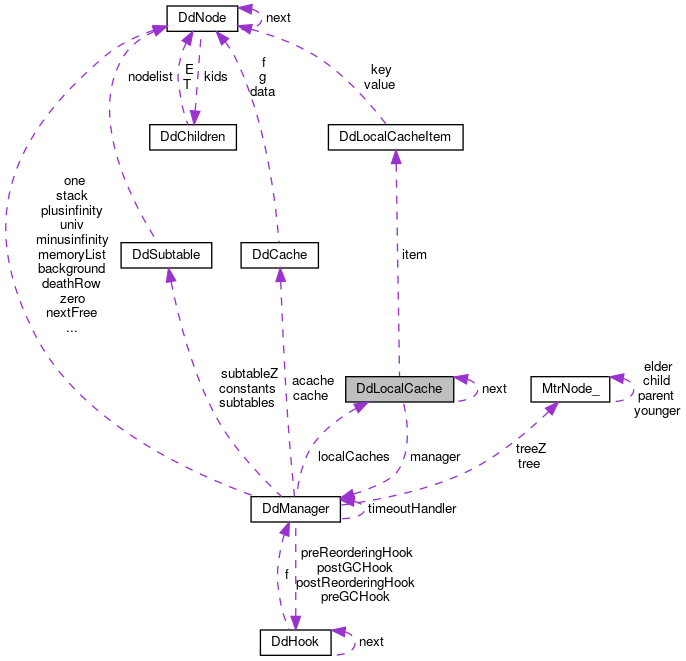 DdNode
next
nodelist
E
T
kids
f
g
data
key
value
DdChildren
DdLocalCacheItem
one
stack
plusinfinity
univ
minusinfinity
memoryList
background
deathRow
zero
nextFree
...
DdSubtable
DdCache
item
subtableZ
constants
subtables
acache
cache
DdLocalCache
next
MtrNode_
elder
child
parent
younger
localCaches
manager
treeZ
tree
DdManager
timeoutHandler
f
preReorderingHook
postGCHook
postReorderingHook
preGCHook
DdHook
next